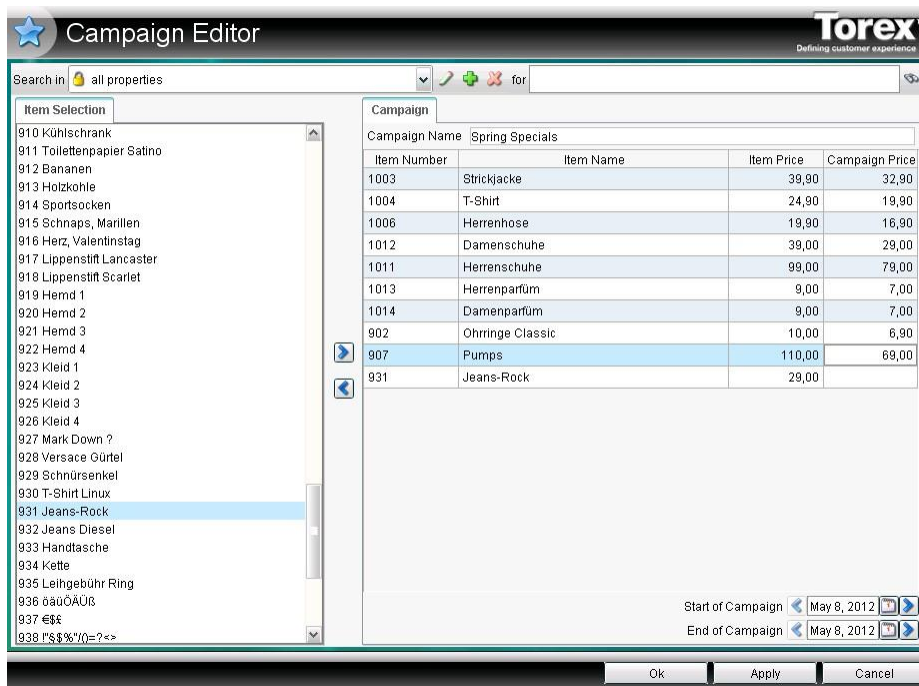 Campaign Editor
Torex
Defining customer experience
Search in all properties for
Item Selection
910 Kühlschrank
911 Toilettenpapier Satino
912 Bananen
913 Holzkohle
914 Sportsocken
915 Schnaps, Marillen
916 Herz, Valentinstag
917 Lippenstift Lancaster
918 Lippenstift Scarlet
919 Hemd 1
920 Hemd 2
921 Hemd 3
922 Hemd 4
923 Kleid 1
924 Kleid 2
925 Kleid 3
926 Kleid 4
927 Mark Down ?
928 Versace Gürtel
929 Schnürsenkel
930 T-Shirt Linux
931 Jeans-Rock
932 Jeans Diesel
933 Handtasche
934 Kette
935 Leihgebühr Ring
936 öäüÖÄÜß
937 €$£
938 !"§$%"/()=?<>
Campaign
Campaign Name Spring Specials
Item Number Item Name Item Price Campaign Price
1003 Strickjacke 39,90 32,90
1004 T-Shirt 24,90 19,90
1006 Herrenhose 19,90 16,90
1012 Damenschuhe 39,00 29,00
1011 Herrenschuhe 99,00 79,00
1013 Herrenparfüm 9,00 7,00
1014 Damenparfüm 9,00 7,00
902 Ohrringe Classic 10,00 6,90
907 Pumps 110,00 69,00
931 Jeans-Rock 29,00
Start of Campaign May 8, 2012
End of Campaign May 8, 2012
Ok Apply Cancel